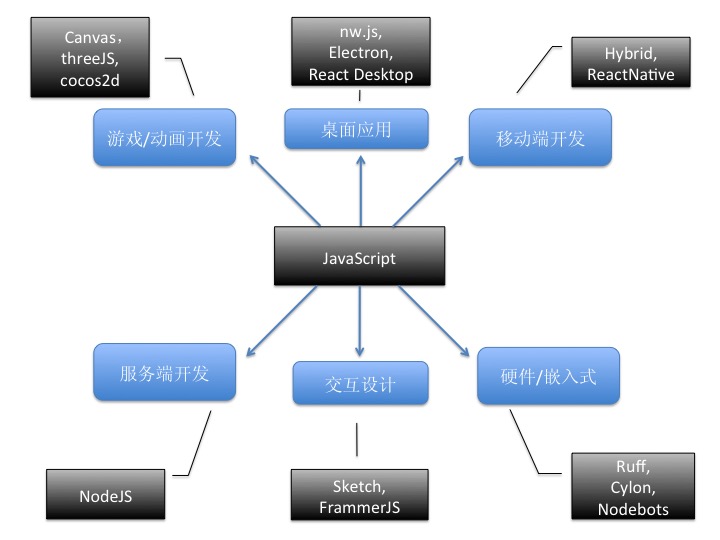 Canvas，
threeJS,
cocos2d
nw.js,
Electron,
React Desktop
Hybrid,
ReactNative
游戏/动画开发
桌面应用
移动端开发
JavaScript
服务端开发
交互设计
硬件/嵌入式
NodeJS
Sketch,
FrammerJS
Ruff,
Cylon,
Nodebots